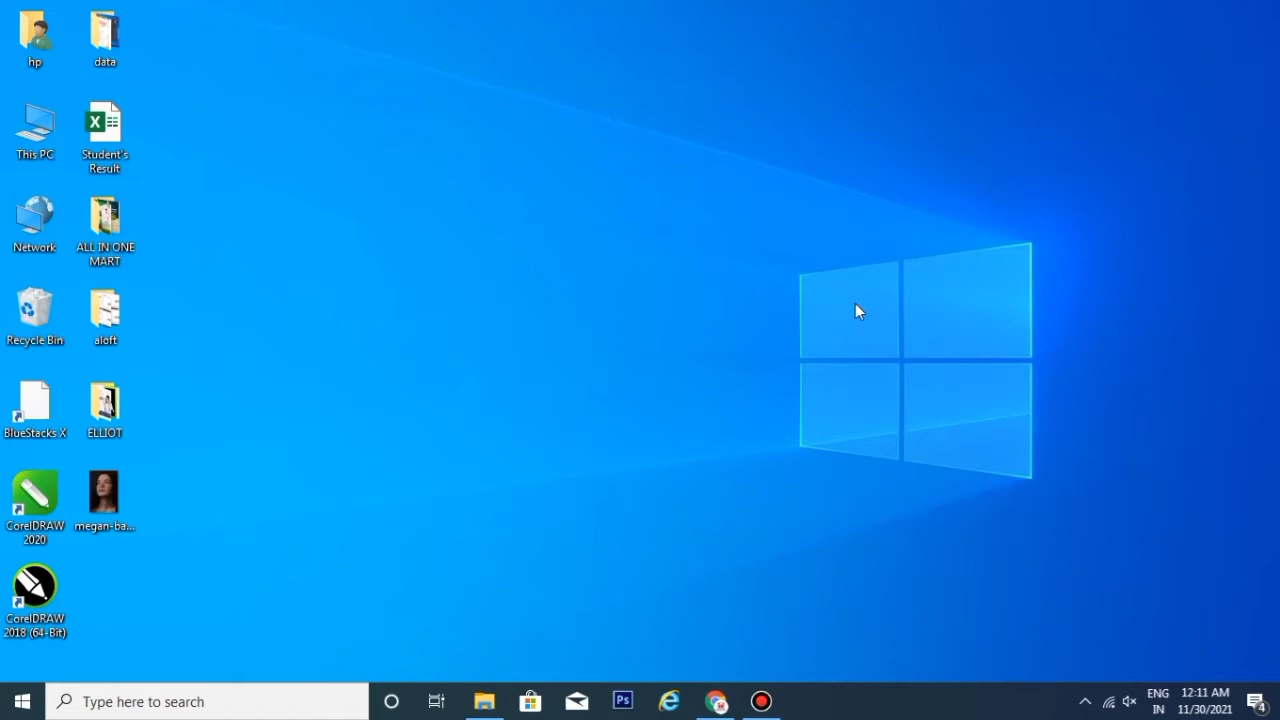 hp
data
This PC
Student's
Result
Network
ALL IN ONE
MART
Recycle Bin
aloft
BlueStacks X
ELLIOT
CorelDRAW
2020
megan-ba...
CorelDRAW
2018 (64-Bit)
Type here to search
Ps
ENG
IN
12:11 AM
11/30/2021
4